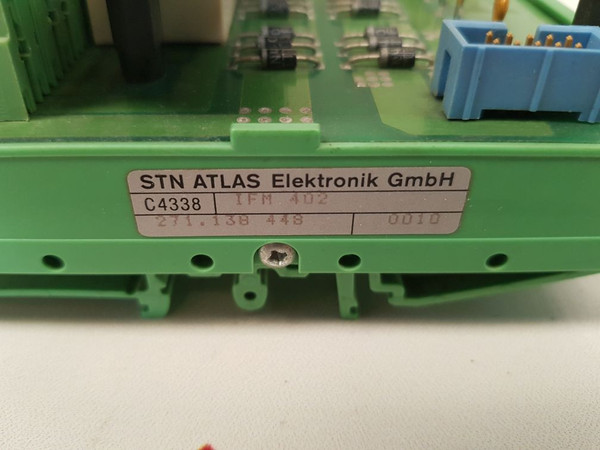 STN ATLAS Elektronik GmbH
C4338 IFM 402
271.138 448 0010